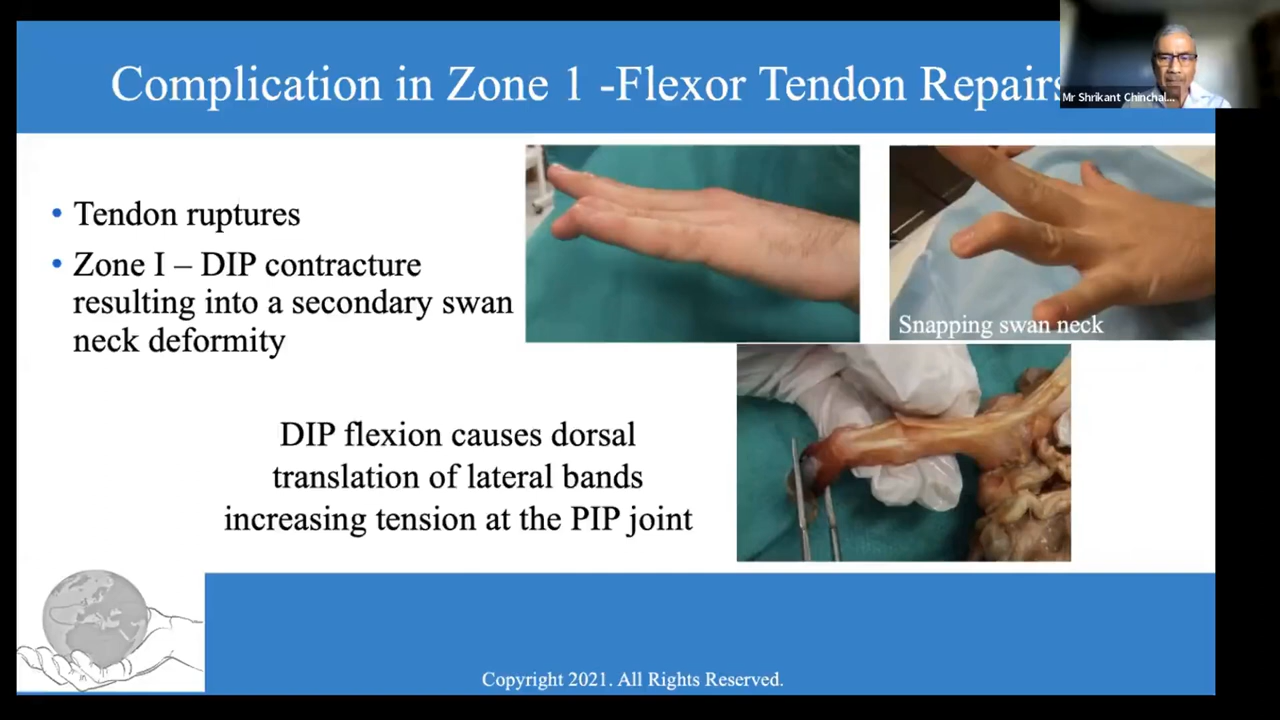 Complication in Zone 1 -Flexor Tendon Repairs
Mr Shrikant Chinchal...
• Tendon ruptures
• Zone I – DIP contracture
resulting into a secondary swan
neck deformity
Snapping swan neck
DIP flexion causes dorsal
translation of lateral bands
increasing tension at the PIP joint
Copyright 2021. All Rights Reserved.